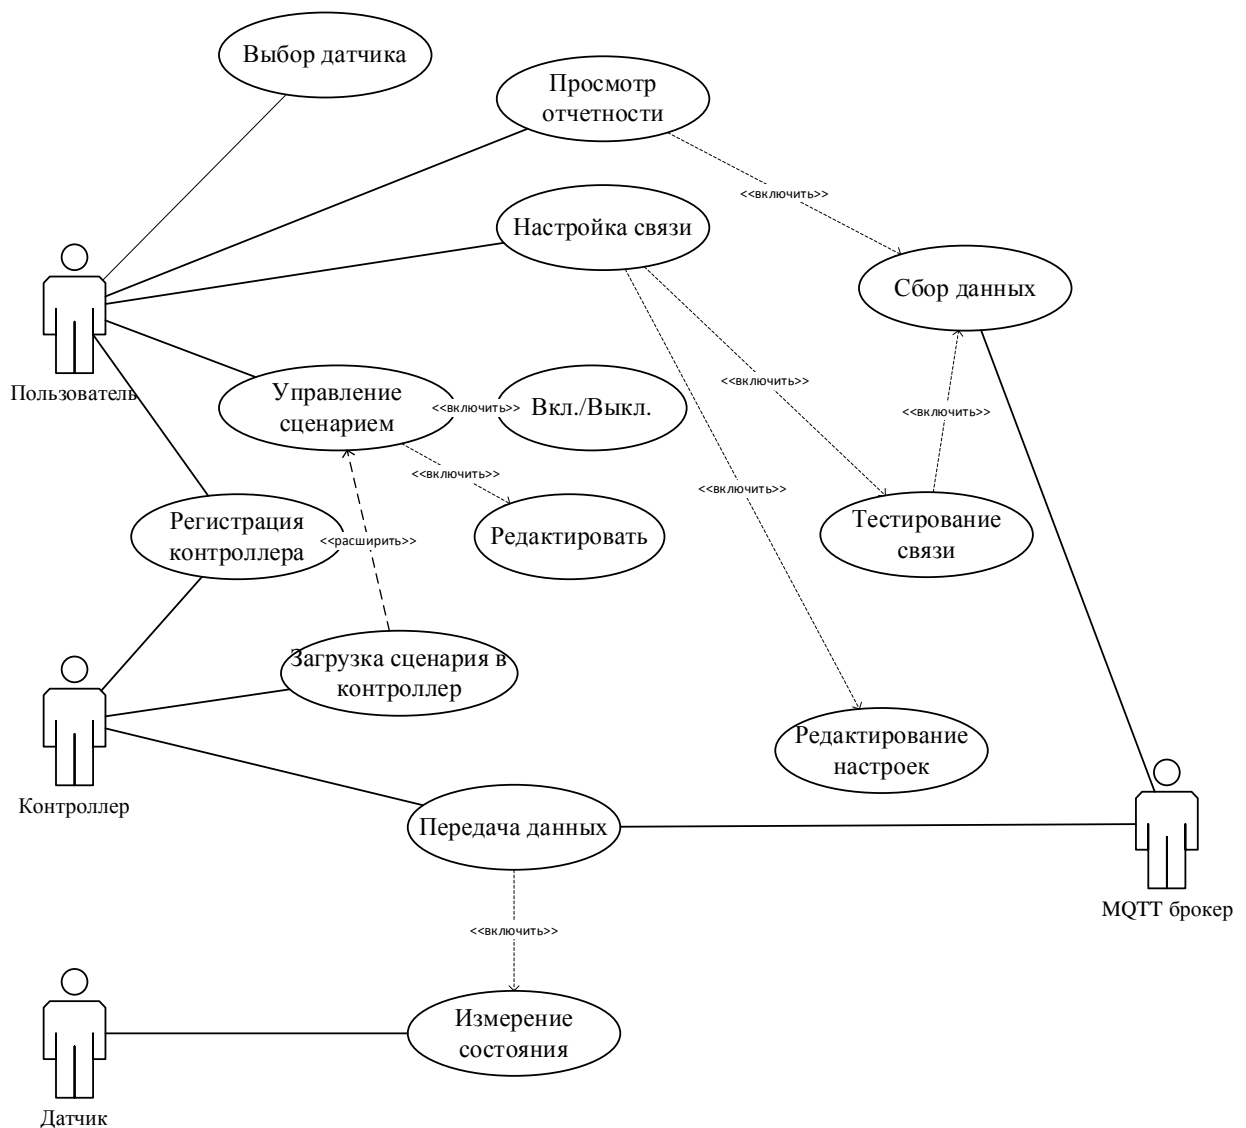 Выбор датчика
Просмотр
отчетности
<<включить>>
Настройка связи
Сбор данных
Пользователь
Управление
сценарием
<<включить>>
Вкл./Выкл.
<<включить>>
<<включить>>
<<включить>>
<<включить>>
Регистрация
контроллера
<<расширить>>
Редактировать
Тестирование
связи
Загрузка сценария в
контроллер
Редактирование
настроек
Контроллер
Передача данных
MQTT брокер
<<включить>>
Измерение
состояния
Датчик